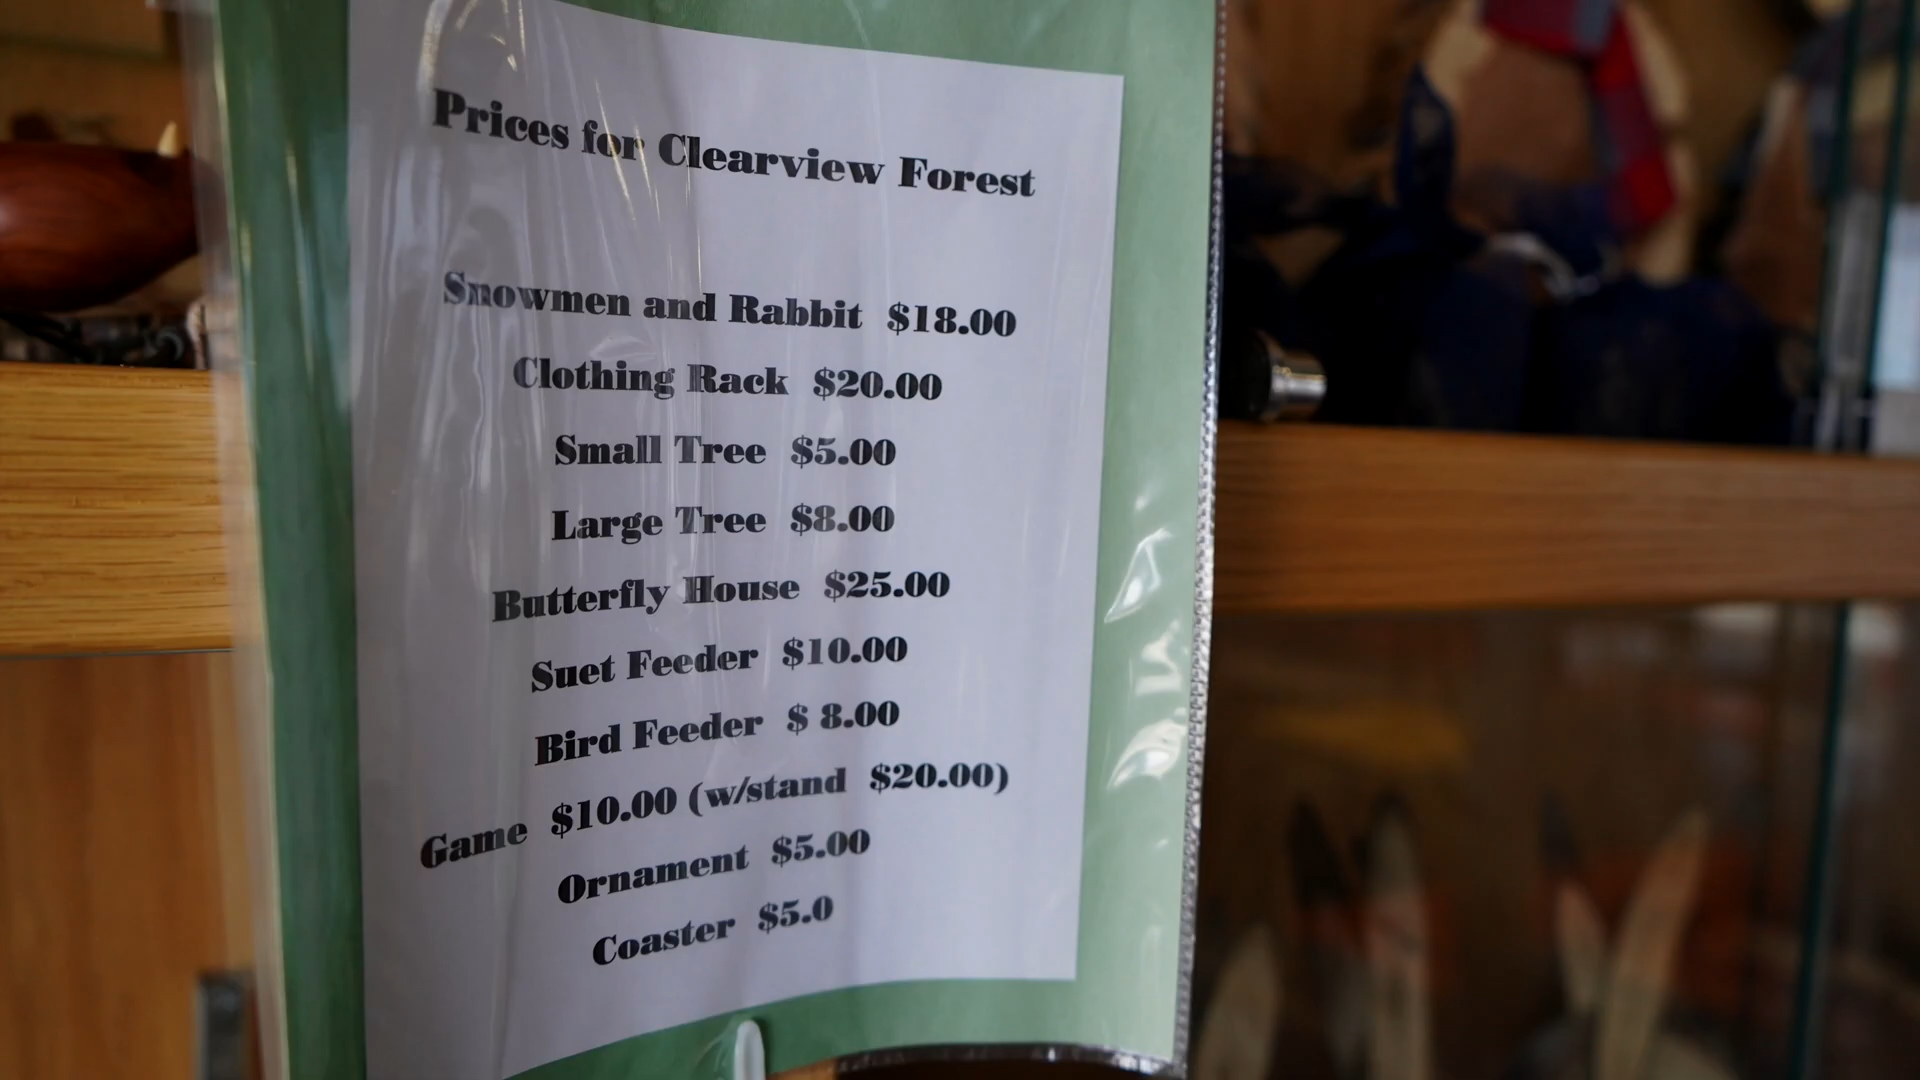 Prices for Clearview Forest
Snowmen and Rabbit $18.00
Clothing Rack $20.00
Small Tree $5.00
Large Tree $8.00
Butterfly House $25.00
Suet Feeder $10.00
Bird Feeder $ 8.00
Game $10.00 (w/stand $20.00)
Ornament $5.00
Coaster $5.0